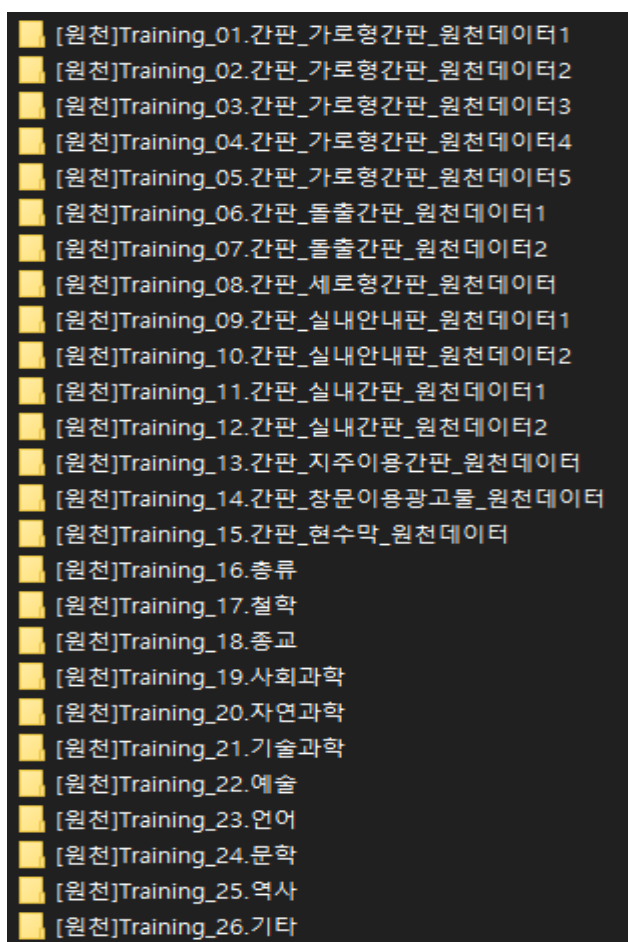 [원천]Training_01.간판_가로형간판_원천데이터1
[원천]Training_02.간판_가로형간판_원천데이터2
[원천]Training_03.간판_가로형간판_원천데이터3
[원천]Training_04.간판_가로형간판_원천데이터4
[원천]Training_05.간판_가로형간판_원천데이터5
[원천]Training_06.간판_돌출간판_원천데이터1
[원천]Training_07.간판_돌출간판_원천데이터2
[원천]Training_08.간판_세로형간판_원천데이터
[원천]Training_09.간판_실내안내판_원천데이터1
[원천]Training_10.간판_실내안내판_원천데이터2
[원천]Training_11.간판_실내간판_원천데이터1
[원천]Training_12.간판_실내간판_원천데이터2
[원천]Training_13.간판_지주이용간판_원천데이터
[원천]Training_14.간판_창문이용광고물_원천데이터
[원천]Training_15.간판_현수막_원천데이터
[원천]Training_16.총류
[원천]Training_17.철학
[원천]Training_18.종교
[원천]Training_19.사회과학
[원천]Training_20.자연과학
[원천]Training_21.기술과학
[원천]Training_22.예술
[원천]Training_23.언어
[원천]Training_24.문학
[원천]Training_25.역사
[원천]Training_26.기타